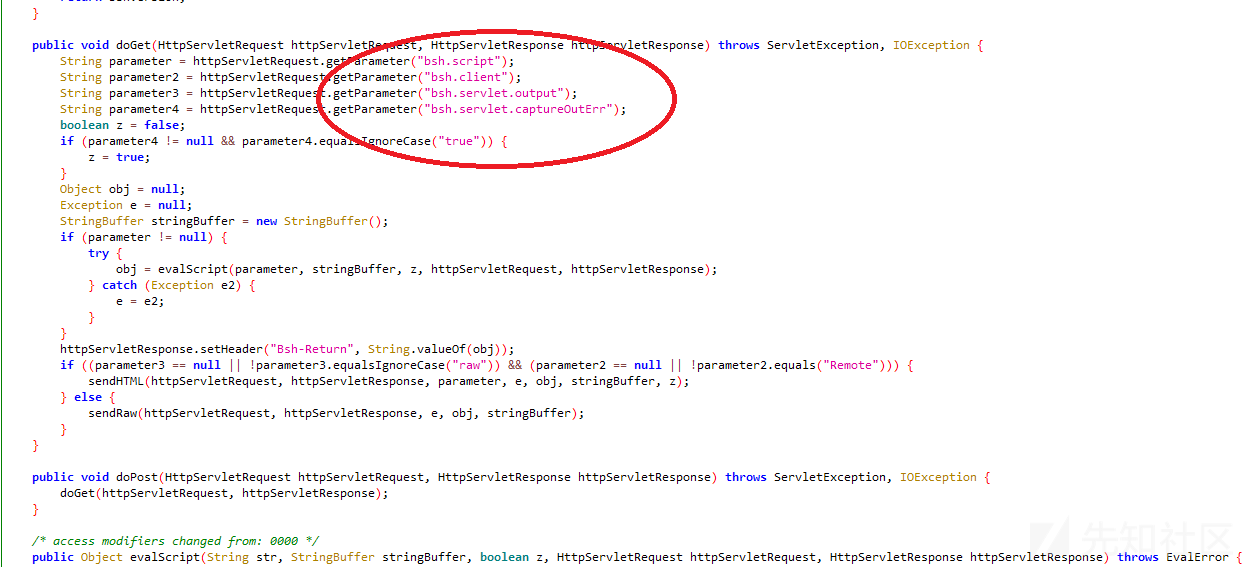 }
public void doGet(HttpServletRequest httpServletRequest, HttpServletResponse httpServletResponse) throws ServletException, IOException {
String parameter = httpServletRequest.getParameter("bsh.script");
String parameter2 = httpServletRequest.getParameter("bsh.client");
String parameter3 = httpServletRequest.getParameter("bsh.servlet.output");
String parameter4 = httpServletRequest.getParameter("bsh.servlet.captureOutErr");
boolean z = false;
if (parameter4 != null && parameter4.equalsIgnoreCase("true")) {
z = true;
}
Object obj = null;
Exception e = null;
StringBuffer stringBuffer = new StringBuffer();
if (parameter != null) {
try {
obj = evalScript(parameter, stringBuffer, z, httpServletRequest, httpServletResponse);
} catch (Exception e2) {
e = e2;
}
}
httpServletResponse.setHeader("Bsh-Return", String.valueOf(obj));
if ((parameter3 == null || !parameter3.equalsIgnoreCase("raw")) && (parameter2 == null || !parameter2.equals("Remote"))) {
sendHTML(httpServletRequest, httpServletResponse, parameter, e, obj, stringBuffer, z);
} else {
sendRaw(httpServletRequest, httpServletResponse, e, obj, stringBuffer);
}
}
public void doPost(HttpServletRequest httpServletRequest, HttpServletResponse httpServletResponse) throws ServletException, IOException {
doGet(httpServletRequest, httpServletResponse);
}
/* access modifiers changed from: 0000 */
public Object evalScript(String str, StringBuffer stringBuffer, boolean z, HttpServletRequest httpServletRequest, HttpServletResponse httpServletResponse) throws EvalError {
先知社区